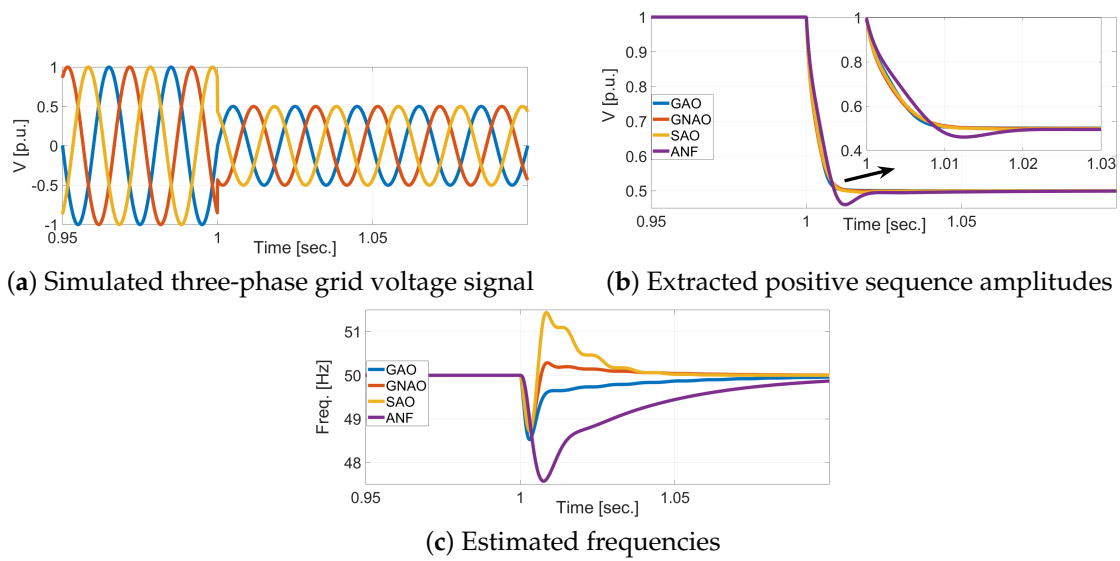 V [p.u.]
1
0.5
0
-0.5
-1
0.95
1
1.05
Time [sec.]
(a) Simulated three-phase grid voltage signal
V [p.u.]
1
0.9
0.8
0.7
0.6
0.5
0.95
1
1.05
Time [sec.]
GAO
GNAO
SAO
ANF
1
0.8
0.6
0.4
1
1.01
1.02
1.03
(b) Extracted positive sequence amplitudes
Freq. [Hz]
51
50
49
48
GAO
GNAO
SAO
ANF
0.95
1
1.05
Time [sec.]
(c) Estimated frequencies